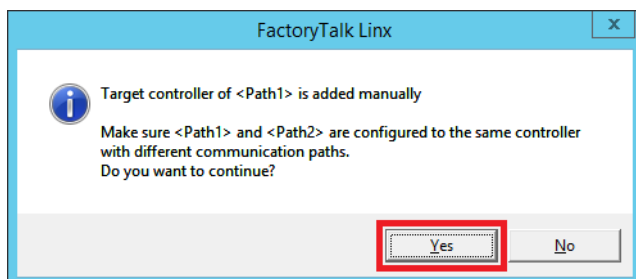 FactoryTalk Linx
x
Target controller of <Path1> is added manually
Make sure <Path1> and <Path2> are configured to the same controller
with different communication paths.
Do you want to continue?
Yes
No